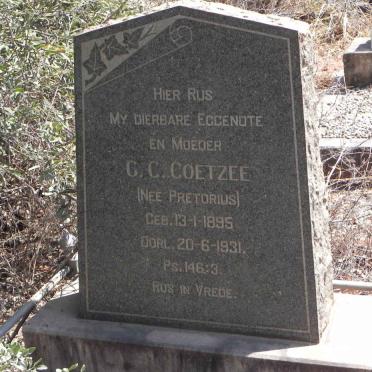 HIER RUS
MY DIERBARE EGGENOTE
EN MOEDER
G. C. COETZEE
(NEE PRETORIUS)
GEB. 13-1-1895
OORL. 20-6-1931.
PS. 146:3.
RUS IN VREDE.